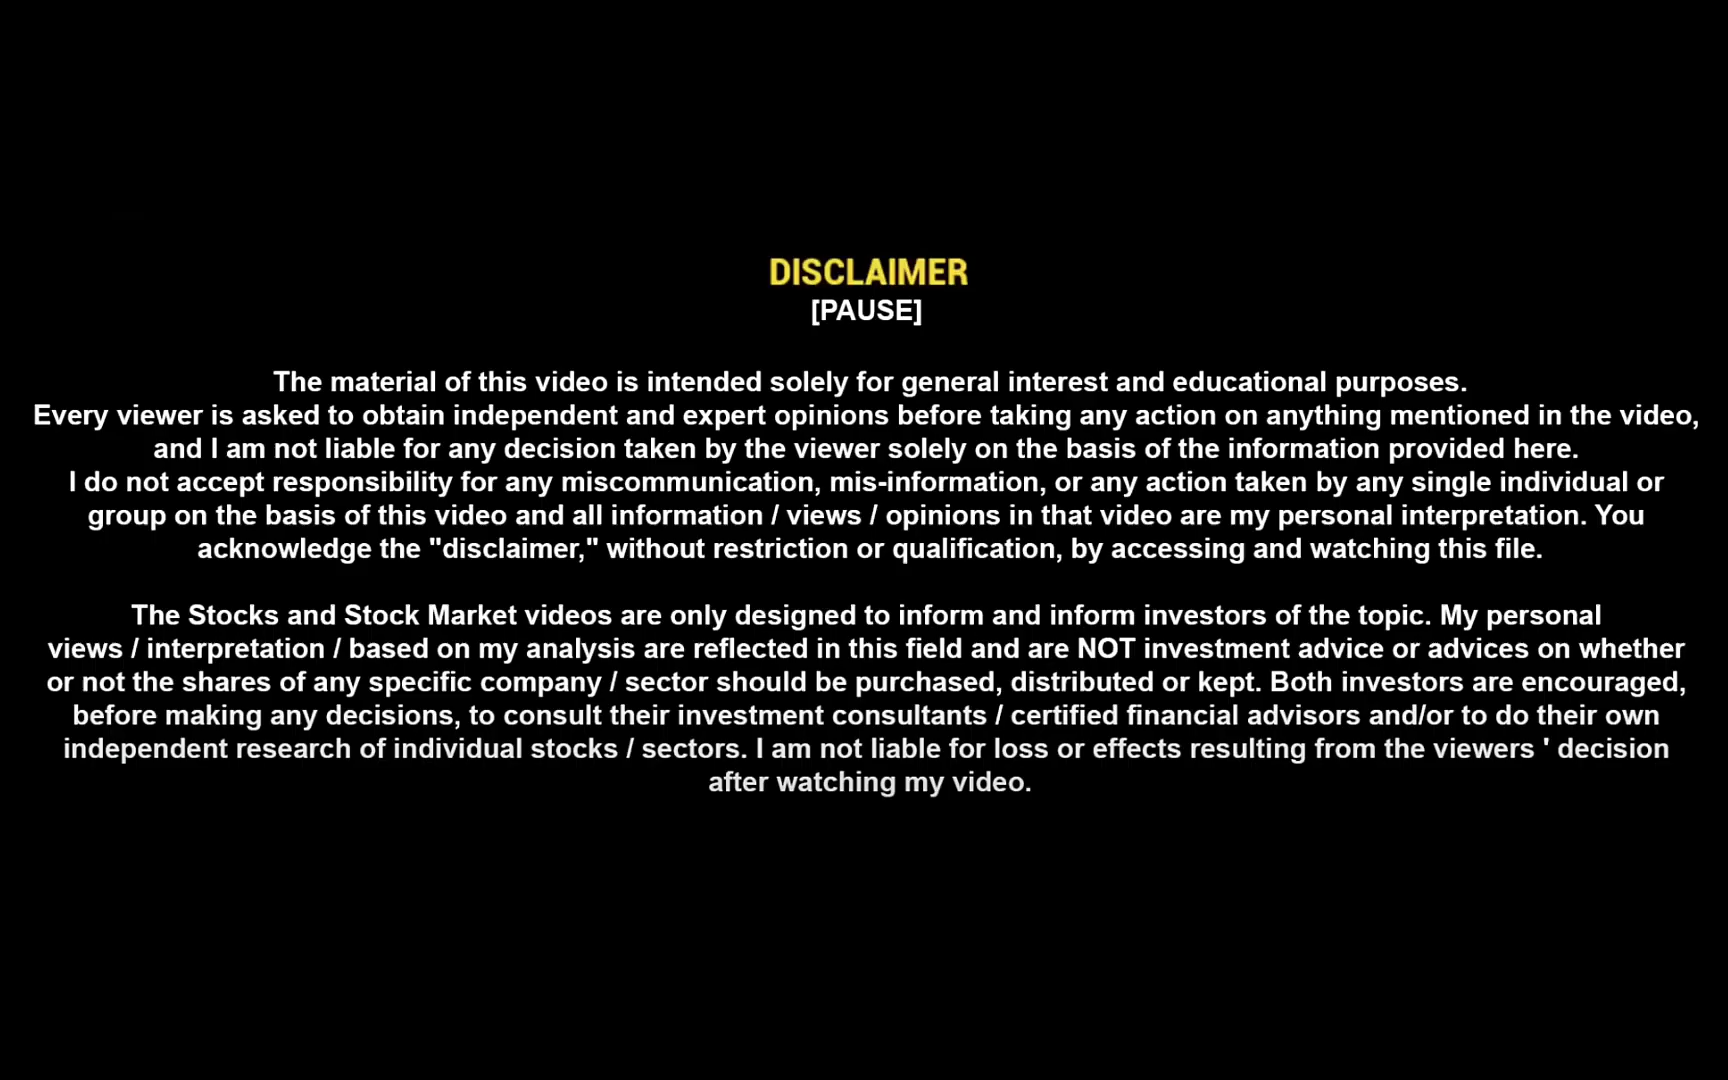 DISCLAIMER
[PAUSE]
The material of this video is intended solely for general interest and educational purposes.
Every viewer is asked to obtain independent and expert opinions before taking any action on anything mentioned in the video,
and I am not liable for any decision taken by the viewer solely on the basis of the information provided here.
I do not accept responsibility for any miscommunication, mis-information, or any action taken by any single individual or
group on the basis of this video and all information / views / opinions in that video are my personal interpretation. You
acknowledge the "disclaimer," without restriction or qualification, by accessing and watching this file.
The Stocks and Stock Market videos are only designed to inform and inform investors of the topic. My personal
views / interpretation / based on my analysis are reflected in this field and are NOT investment advice or advices on whether
or not the shares of any specific company / sector should be purchased, distributed or kept. Both investors are encouraged,
before making any decisions, to consult their investment consultants / certified financial advisors and/or to do their own
independent research of individual stocks / sectors. I am not liable for loss or effects resulting from the viewers ' decision
after watching my video.